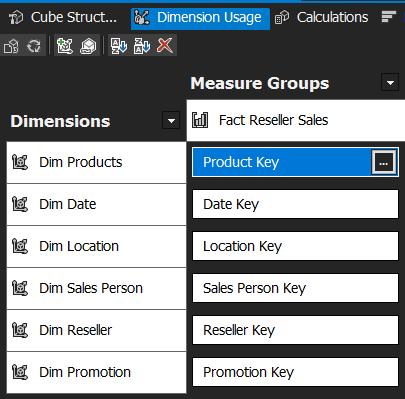 Cube Struct... Dimension Usage Calculations
Measure Groups
Dimensions
Fact Reseller Sales
Dim Products Product Key ...
Dim Date Date Key
Dim Location Location Key
Dim Sales Person Sales Person Key
Dim Reseller Reseller Key
Dim Promotion Promotion Key